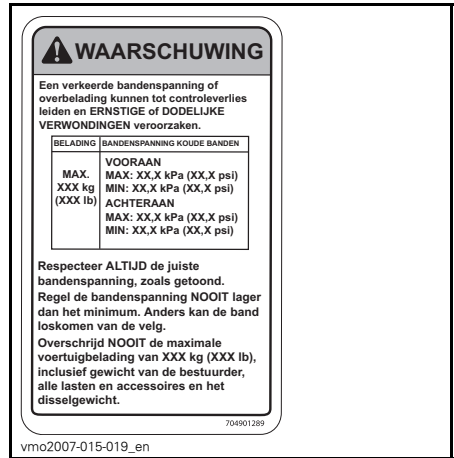 WAARSCHUWING
Een verkeerde bandenspanning of
overbelading kunnen tot controleverlies
leiden en ERNSTIGE of DODELIJKE
VERWONDINGEN veroorzaken.
BELADING BANDENSPANNING KOUDE BANDEN
MAX.
XXX kg
(XXX lb)
VOORAAN
MAX: XX,X kPa (XX,X psi)
MIN: XX,X kPa (XX,X psi)
ACHTERAAN
MAX: XX,X kPa (XX,X psi)
MIN: XX,X kPa (XX,X psi)
Respecteer ALTIJD de juiste
bandenspanning, zoals getoond.
Regel de bandenspanning NOOIT lager
dan het minimum. Anders kan de band
loskomen van de velg.
Overschrijd NOOIT de maximale
voertuigbelading van XXX kg (XXX lb),
inclusief gewicht van de bestuurder,
alle lasten en accessoires en het
disselgewicht.
704901289
vmo2007-015-019_en